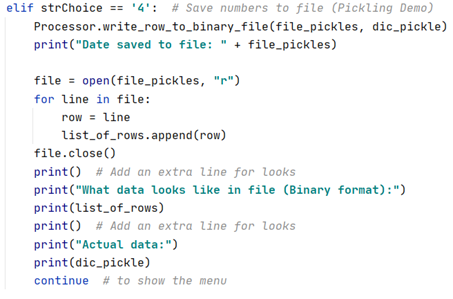 elif strChoice == '4':  # Save numbers to file (Pickling Demo)
    Processor.write_row_to_binary_file(file_pickles, dic_pickle)
    print("Date saved to file: " + file_pickles)

    file = open(file_pickles, "r")
    for line in file:
        row = line
        list_of_rows.append(row)
    file.close()
    print()  # Add an extra line for looks
    print("What data looks like in file (Binary format):")
    print(list_of_rows)
    print()  # Add an extra line for looks
    print("Actual data:")
    print(dic_pickle)
    continue  # to show the menu